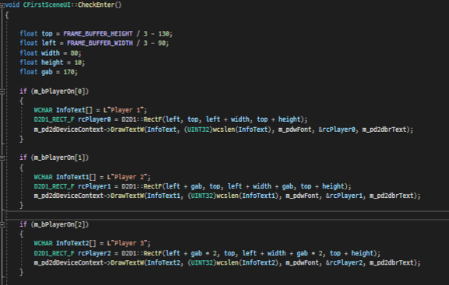 void CFirstSceneUI::CheckEnter()
{
float top = FRAME_BUFFER_HEIGHT / 3 - 130;
float left = FRAME_BUFFER_WIDTH / 3 - 90;
float width = 80;
float height = 10;
float gab = 170;
if (m_bPlayerOn[0])
{
WCHAR InfoText[] = L"Player 1";
D2D1_RECT_F rcPlayer0 = D2D1::RectF(left, top, left + width, top + height);
m_pd2dDeviceContext->DrawTextW(InfoText, (UINT32)wcslen(InfoText), m_pdwFont, &rcPlayer0, m_pd2dbrText);
}
if (m_bPlayerOn[1])
{
WCHAR InfoText1[] = L"Player 2";
D2D1_RECT_F rcPlayer1 = D2D1::RectF(left + gab, top, left + width + gab, top + height);
m_pd2dDeviceContext->DrawTextW(InfoText1, (UINT32)wcslen(InfoText1), m_pdwFont, &rcPlayer1, m_pd2dbrText);
}
if (m_bPlayerOn[2])
{
WCHAR InfoText2[] = L"Player 3";
D2D1_RECT_F rcPlayer2 = D2D1::RectF(left + gab * 2, top, left + width + gab * 2, top + height);
m_pd2dDeviceContext->DrawTextW(InfoText2, (UINT32)wcslen(InfoText2), m_pdwFont, &rcPlayer2, m_pd2dbrText);
}